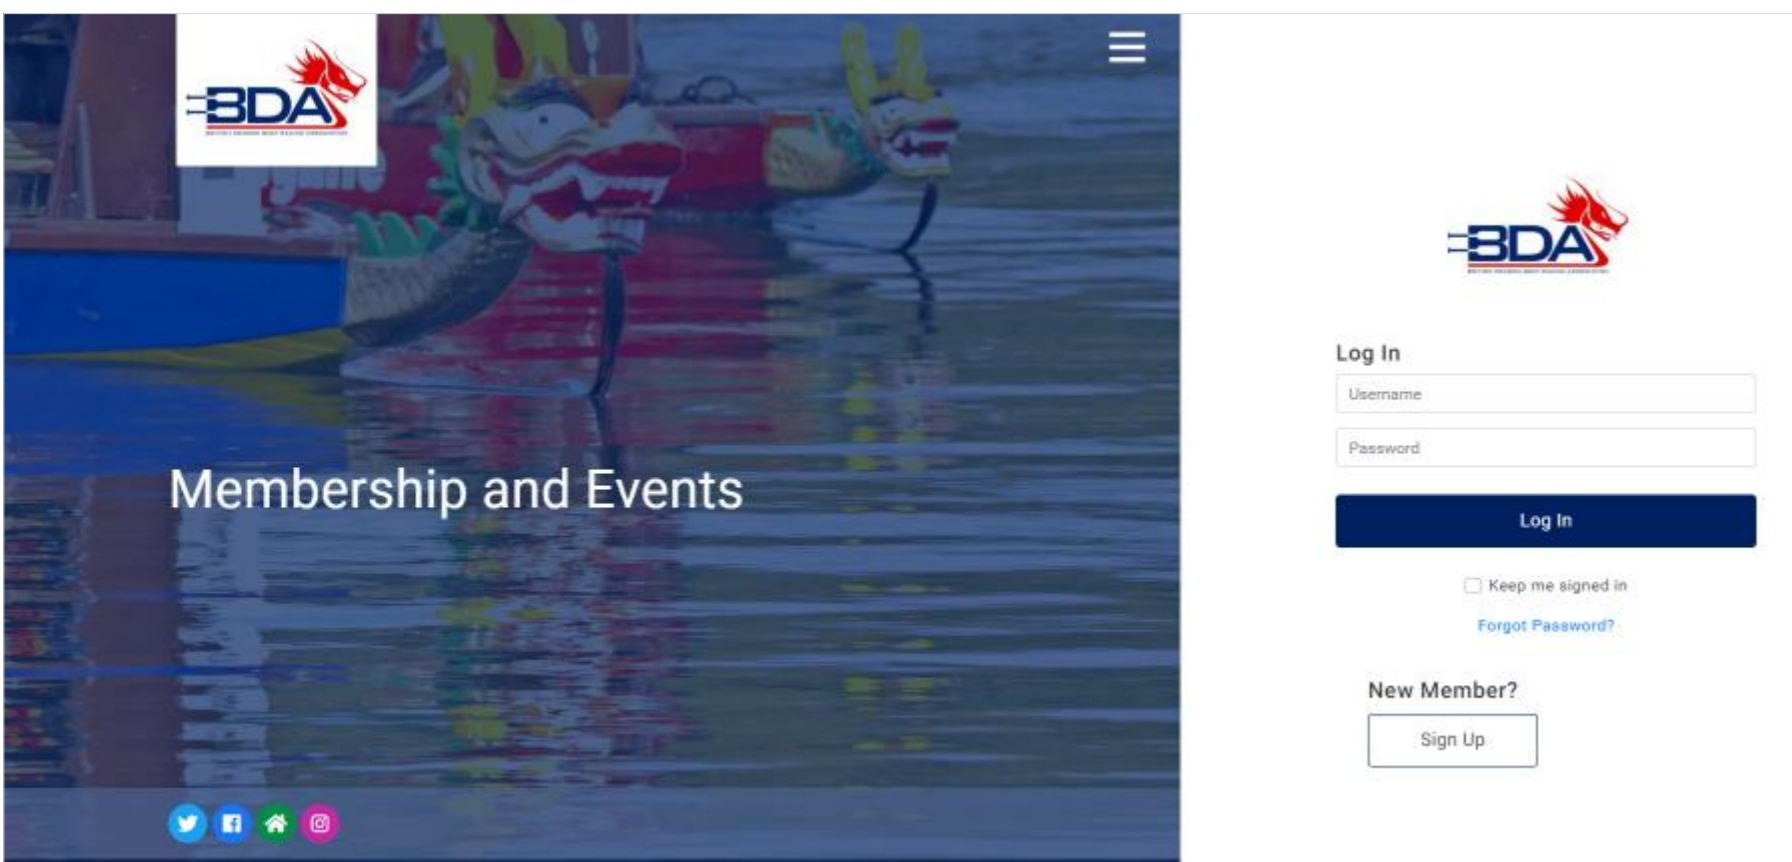 BDA
Membership and Events
BDA
Log In
Username
Password
Log In
Keep me signed in
Forgot Password?
New Member?
Sign Up